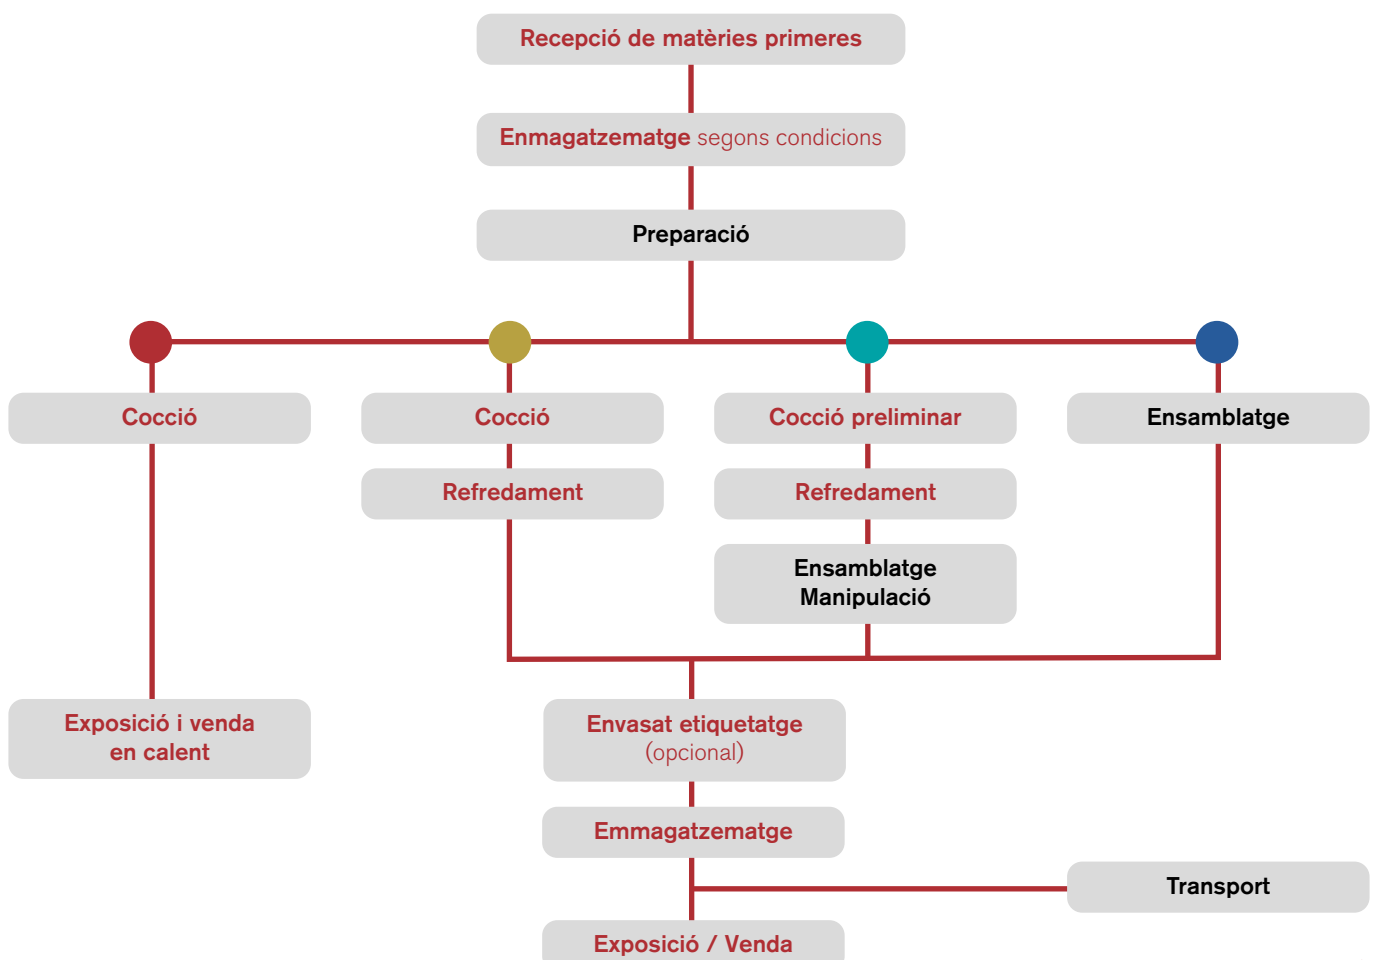 Recepció de matèries primeres
Enmagatzematge segons condicions
Preparació
Cocció
Cocció
Cocció preliminar
Ensamblatge
Refredament
Refredament
Ensamblatge
Manipulació
Exposició i venda
en calent
Envasat etiquetatge
(opcional)
Emmagatzematge
Transport
Exposició / Venda